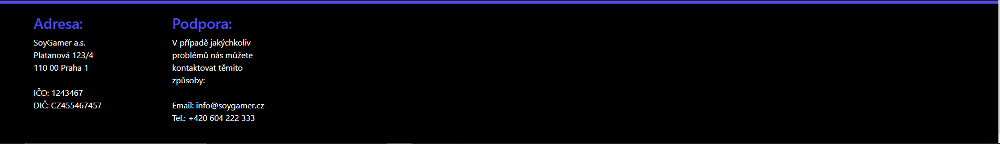 Adresa:
SoyGamer a.s.
Platanová 123/4
110 00 Praha 1
IČO: 1243467
DIČ: CZ455467457
Podpora:
V případě jakýchkoliv
problémů nás můžete
kontaktovat těmito
způsoby:
Email: info@soygamer.cz
Tel.: +420 604 222 333